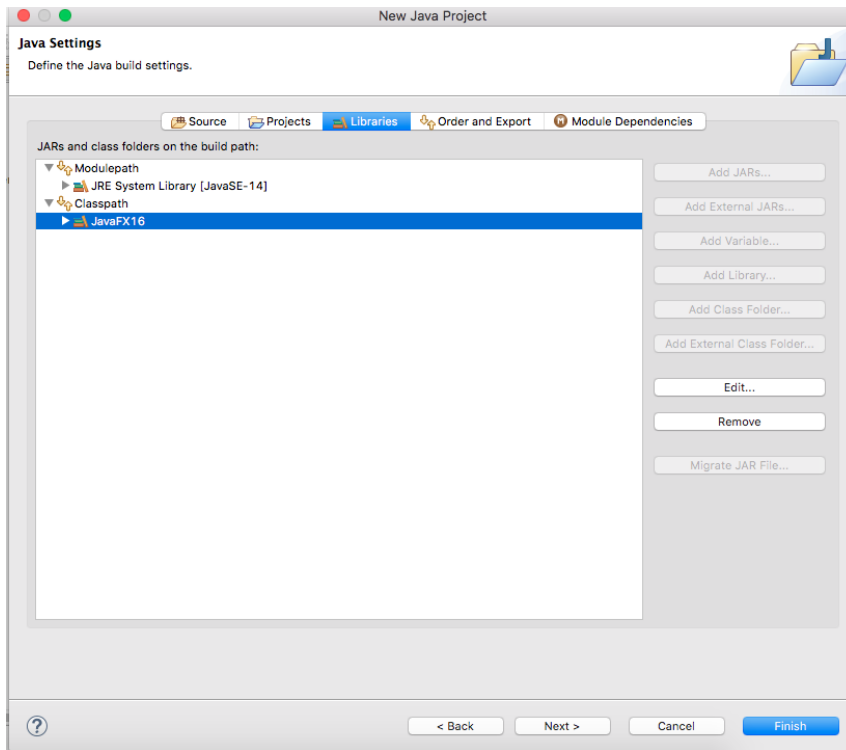 New Java Project
Java Settings
Define the Java build settings.
Source Projects Libraries Order and Export Module Dependencies
JARs and class folders on the build path:
Modulepath
JRE System Library [JavaSE-14]
Classpath
JavaFX16
Add JARs...
Add External JARs...
Add Variable...
Add Library...
Add Class Folder...
Add External Class Folder...
Edit...
Remove
Migrate JAR File...
? < Back Next > Cancel Finish